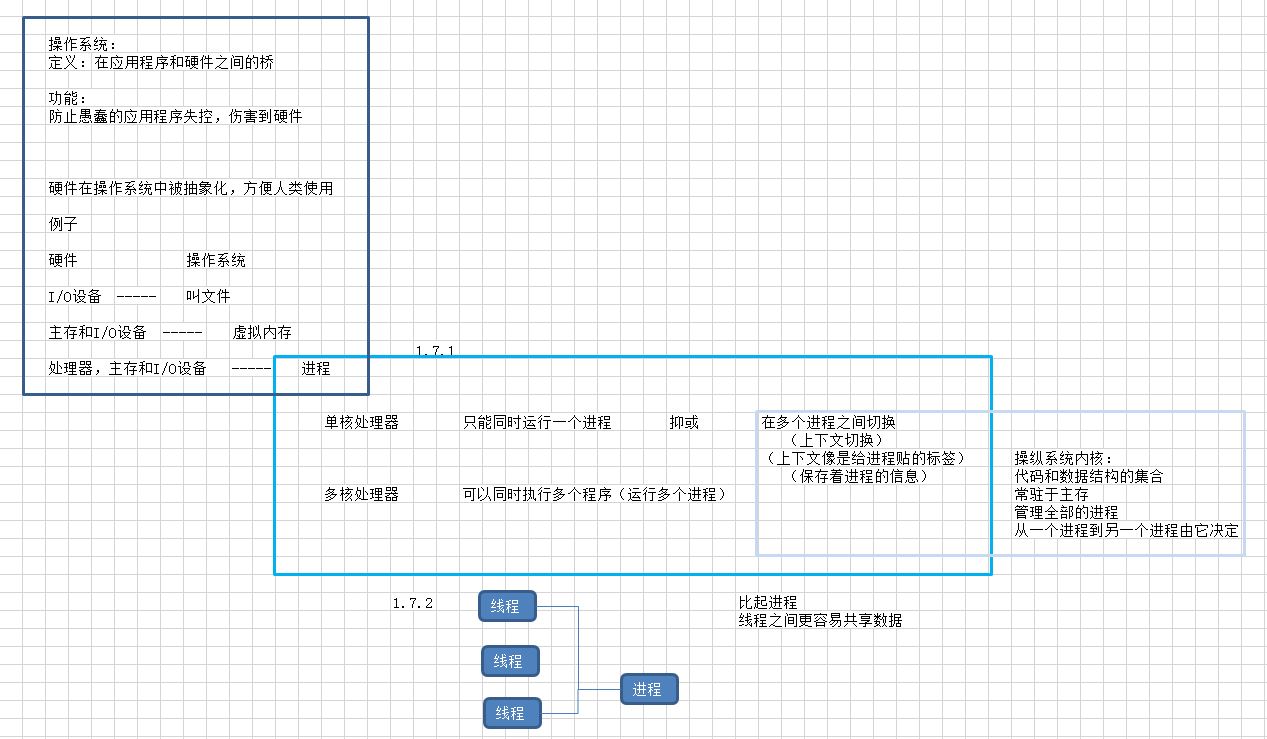 操作系统：
定义：在应用程序和硬件之间的桥
功能：
防止愚蠢的应用程序失控，伤害到硬件
硬件在操作系统中被抽象化，方便人类使用
例子
硬件 操作系统
I/O设备 ----- 叫文件
主存和I/O设备 ----- 虚拟内存
处理器，主存和I/O设备 ----- 进程
1.7.1
单核处理器 只能同时运行一个进程 抑或
多核处理器 可以同时执行多个程序（运行多个进程）
在多个进程之间切换
（上下文切换）
（上下文像是给进程贴的标签）
（保存着进程的信息）
操纵系统内核：
代码和数据结构的集合
常驻于主存
管理全部的进程
从一个进程到另一个进程由它决定
1.7.2
线程
线程
线程
进程
比起进程
线程之间更容易共享数据